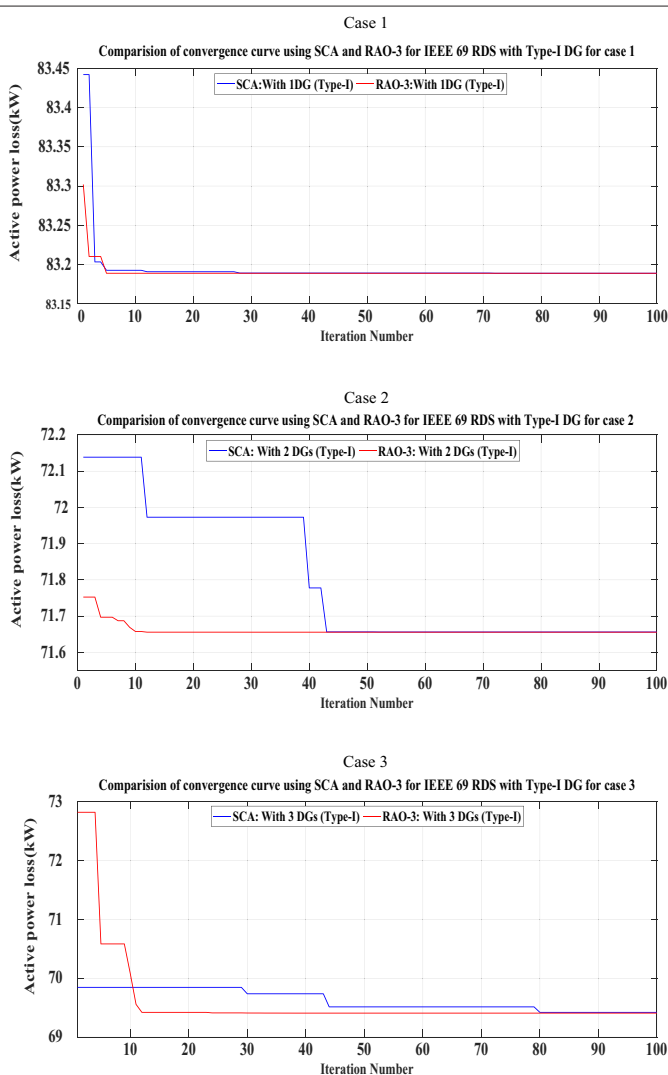 Case 1
Comparision of convergence curve using SCA and RAO-3 for IEEE 69 RDS with Type-I DG for case 1
SCA:With 1DG (Type-I) RAO-3:With 1DG (Type-I)
Active power loss(kW)
83.45
83.4
83.35
83.3
83.25
83.2
83.15
0 10 20 30 40 50 60 70 80 90 100
Iteration Number
Case 2
Comparision of convergence curve using SCA and RAO-3 for IEEE 69 RDS with Type-I DG for case 2
SCA: With 2 DGs (Type-I) RAO-3: With 2 DGs (Type-I)
Active power loss(kW)
72.2
72.1
72
71.9
71.8
71.7
71.6
0 10 20 30 40 50 60 70 80 90 100
Iteration Number
Case 3
Comparision of convergence curve using SCA and RAO-3 for IEEE 69 RDS with Type-I DG for case 3
SCA: With 3 DGs (Type-I) RAO-3: With 3 DGs (Type-I)
Active power loss(kW)
73
72
71
70
69
10 20 30 40 50 60 70 80 90 100
Iteration Number